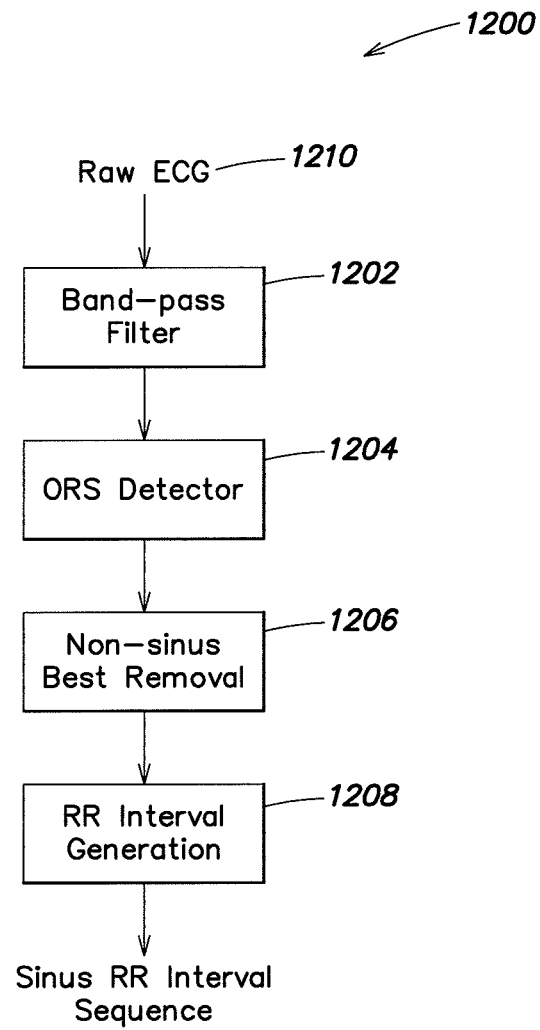 1200
Raw ECG
1210
Band-pass
Filter
1202
ORS Detector
1204
Non-sinus
Best Removal
1206
RR Interval
Generation
1208
Sinus RR Interval
Sequence